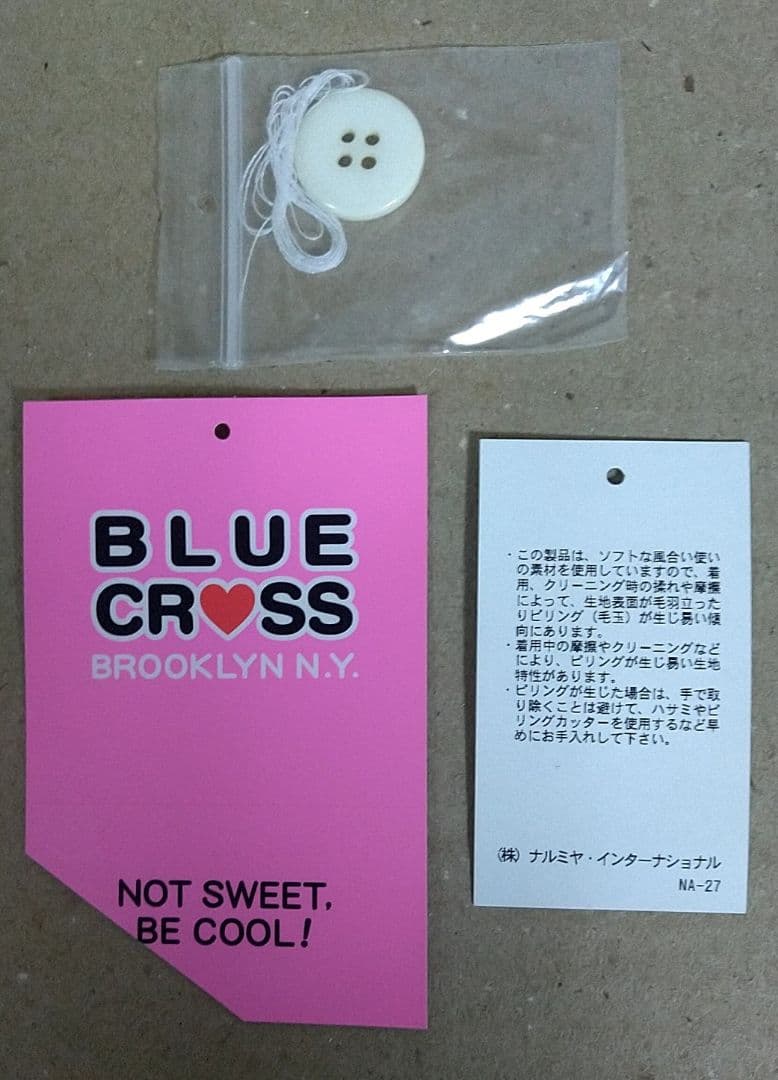 BLUE
CR♥SS
BROOKLYN N.Y.
NOT SWEET,
BE COOL!
・この製品は、ソフトな風合い使い
の素材を使用していますので、着
用、クリーニング時の揉れや摩擦
によって、生地表面が毛羽立った
りピリング（毛玉）が生じ易い傾
向にあります。
・着用中の摩擦やクリーニングなど
により、ピリングが生じ易い生地
特性があります。
・ピリングが生じた場合は、手で取
り除くことは避けて、ハサミやピ
リングカッターを使用するなど早
めにお手入れして下さい。
㈱ ナルミヤ・インターナショナル
NA-27